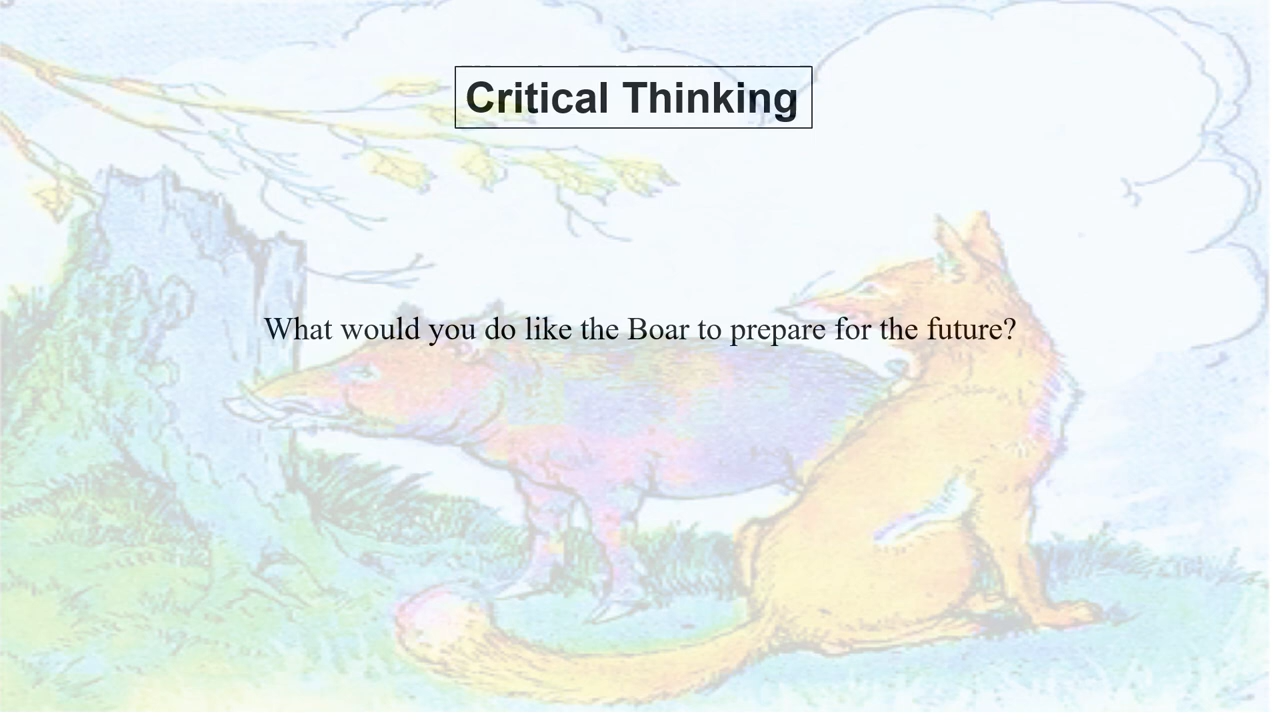 Critical Thinking
What would you do like the Boar to prepare for the future?